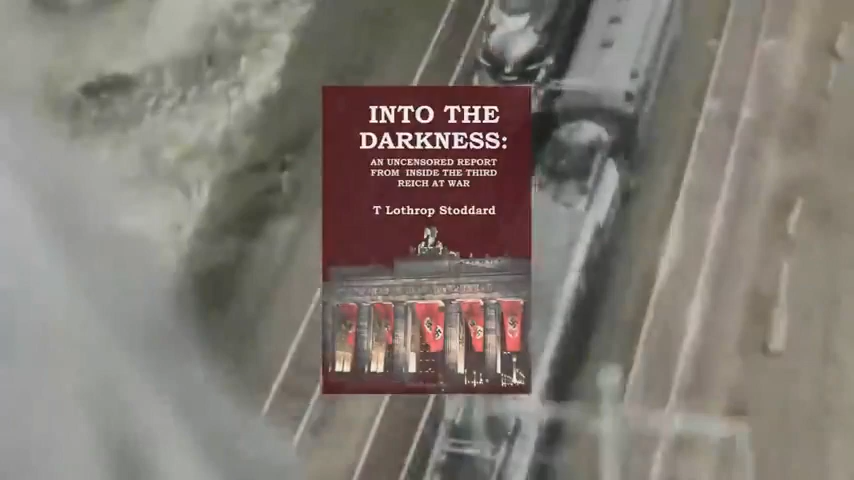 INTO THE
DARKNESS:
AN UNCENSORED REPORT
FROM INSIDE THE THIRD
REICH AT WAR
T Lothrop Stoddard